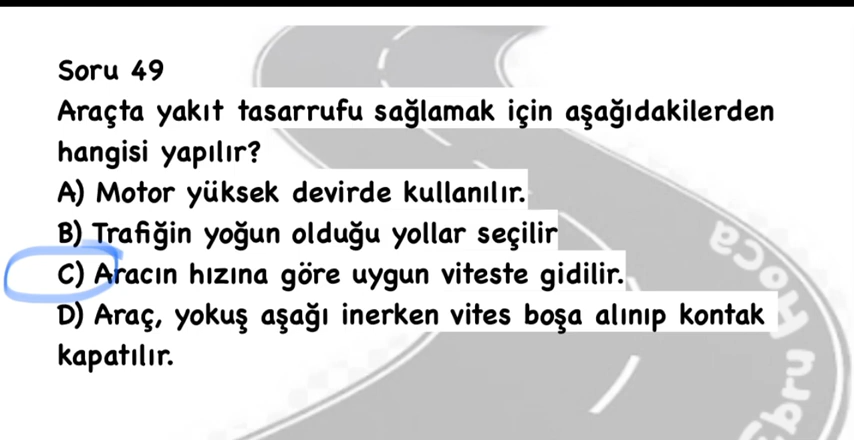 Soru 49
Araçta yakıt tasarrufu sağlamak için aşağıdakilerden
hangisi yapılır?
A) Motor yüksek devirde kullanılır.
B) Trafiğin yoğun olduğu yollar seçilir
C) Aracın hızına göre uygun viteste gidilir.
D) Araç, yokuş aşağı inerken vites boşa alınıp kontak
kapatılır.
Ebru Hoca